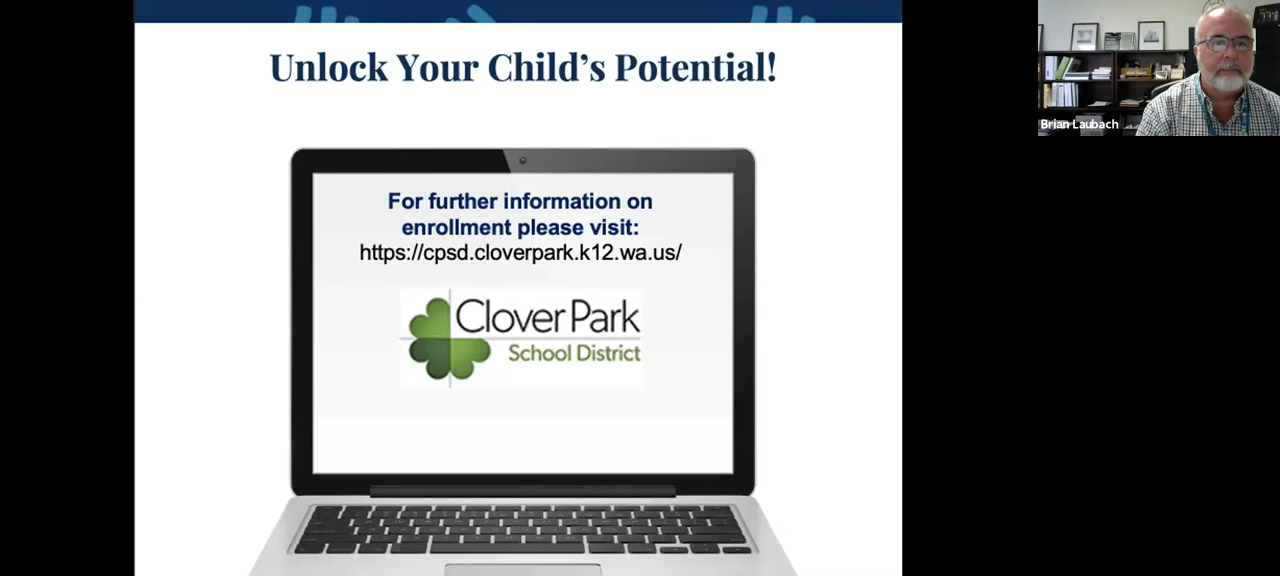 Unlock Your Child's Potential!
For further information on
enrollment please visit:
https://cpsd.cloverpark.k12.wa.us/
Clover Park
School District
Brian Laubach